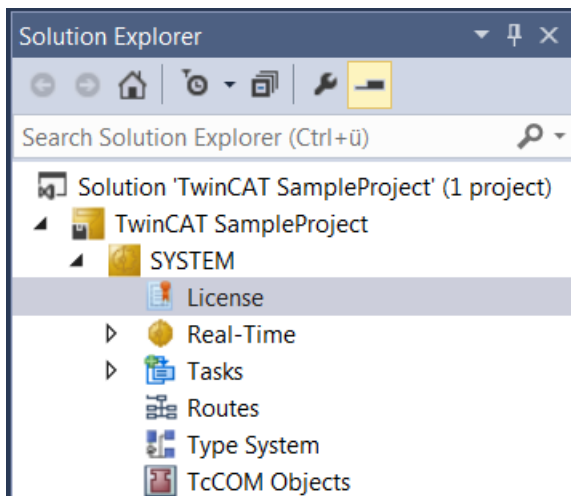 Solution Explorer
Search Solution Explorer (Ctrl+ü)
Solution 'TwinCAT SampleProject' (1 project)
TwinCAT SampleProject
SYSTEM
License
Real-Time
Tasks
Routes
Type System
TcCOM Objects